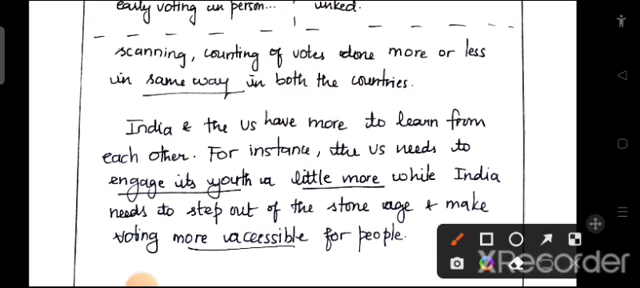 early voting in person... unked.
scanning, counting of votes done more or less
in same way in both the countries.
India & the US have more to learn from
each other. For instance, the US needs to
engage its youth a little more while India
needs to step out of the stone age & make
voting more accessible for people.
XRecorder